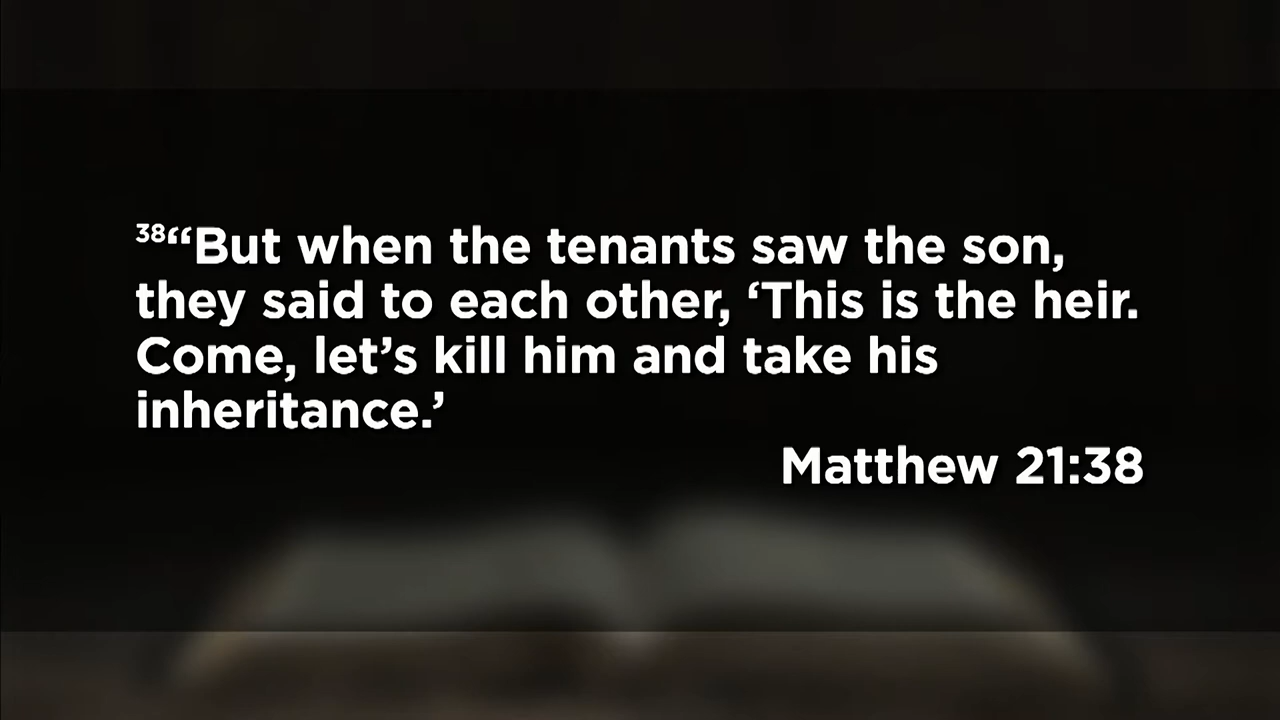 38“But when the tenants saw the son,
they said to each other, ‘This is the heir.
Come, let’s kill him and take his
inheritance.’
Matthew 21:38